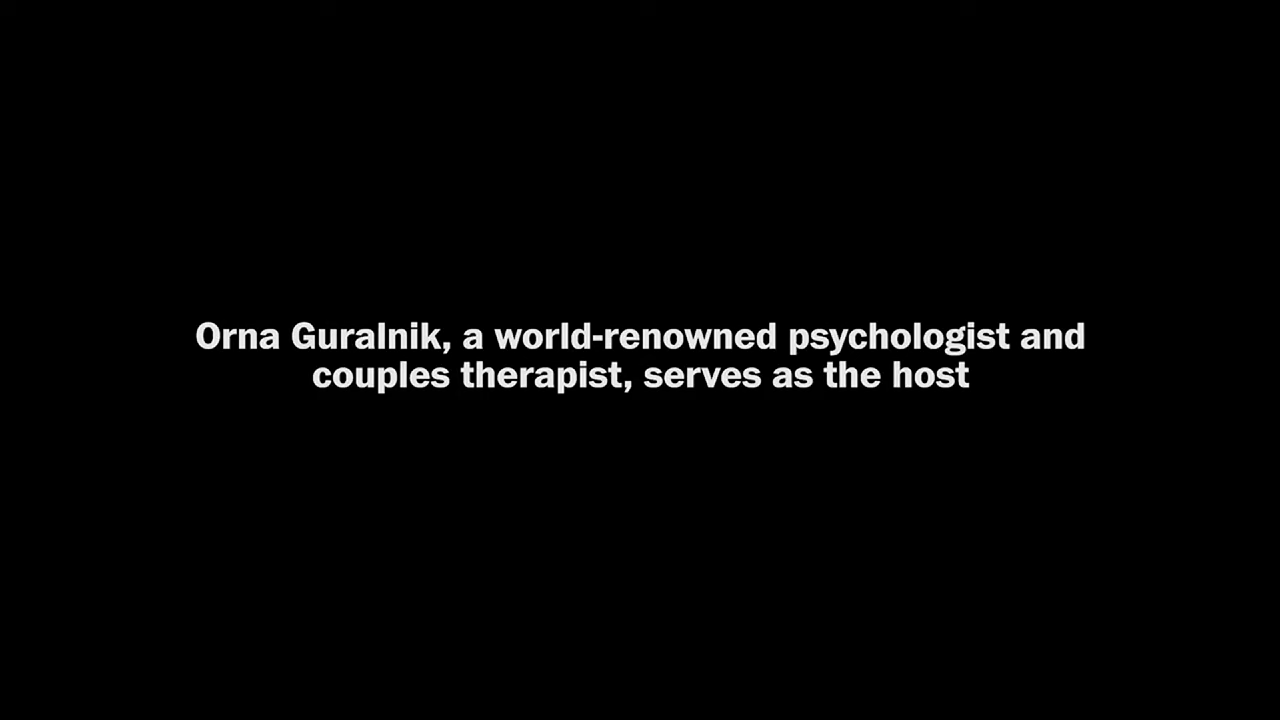 Orna Guralnik, a world-renowned psychologist and
couples therapist, serves as the host